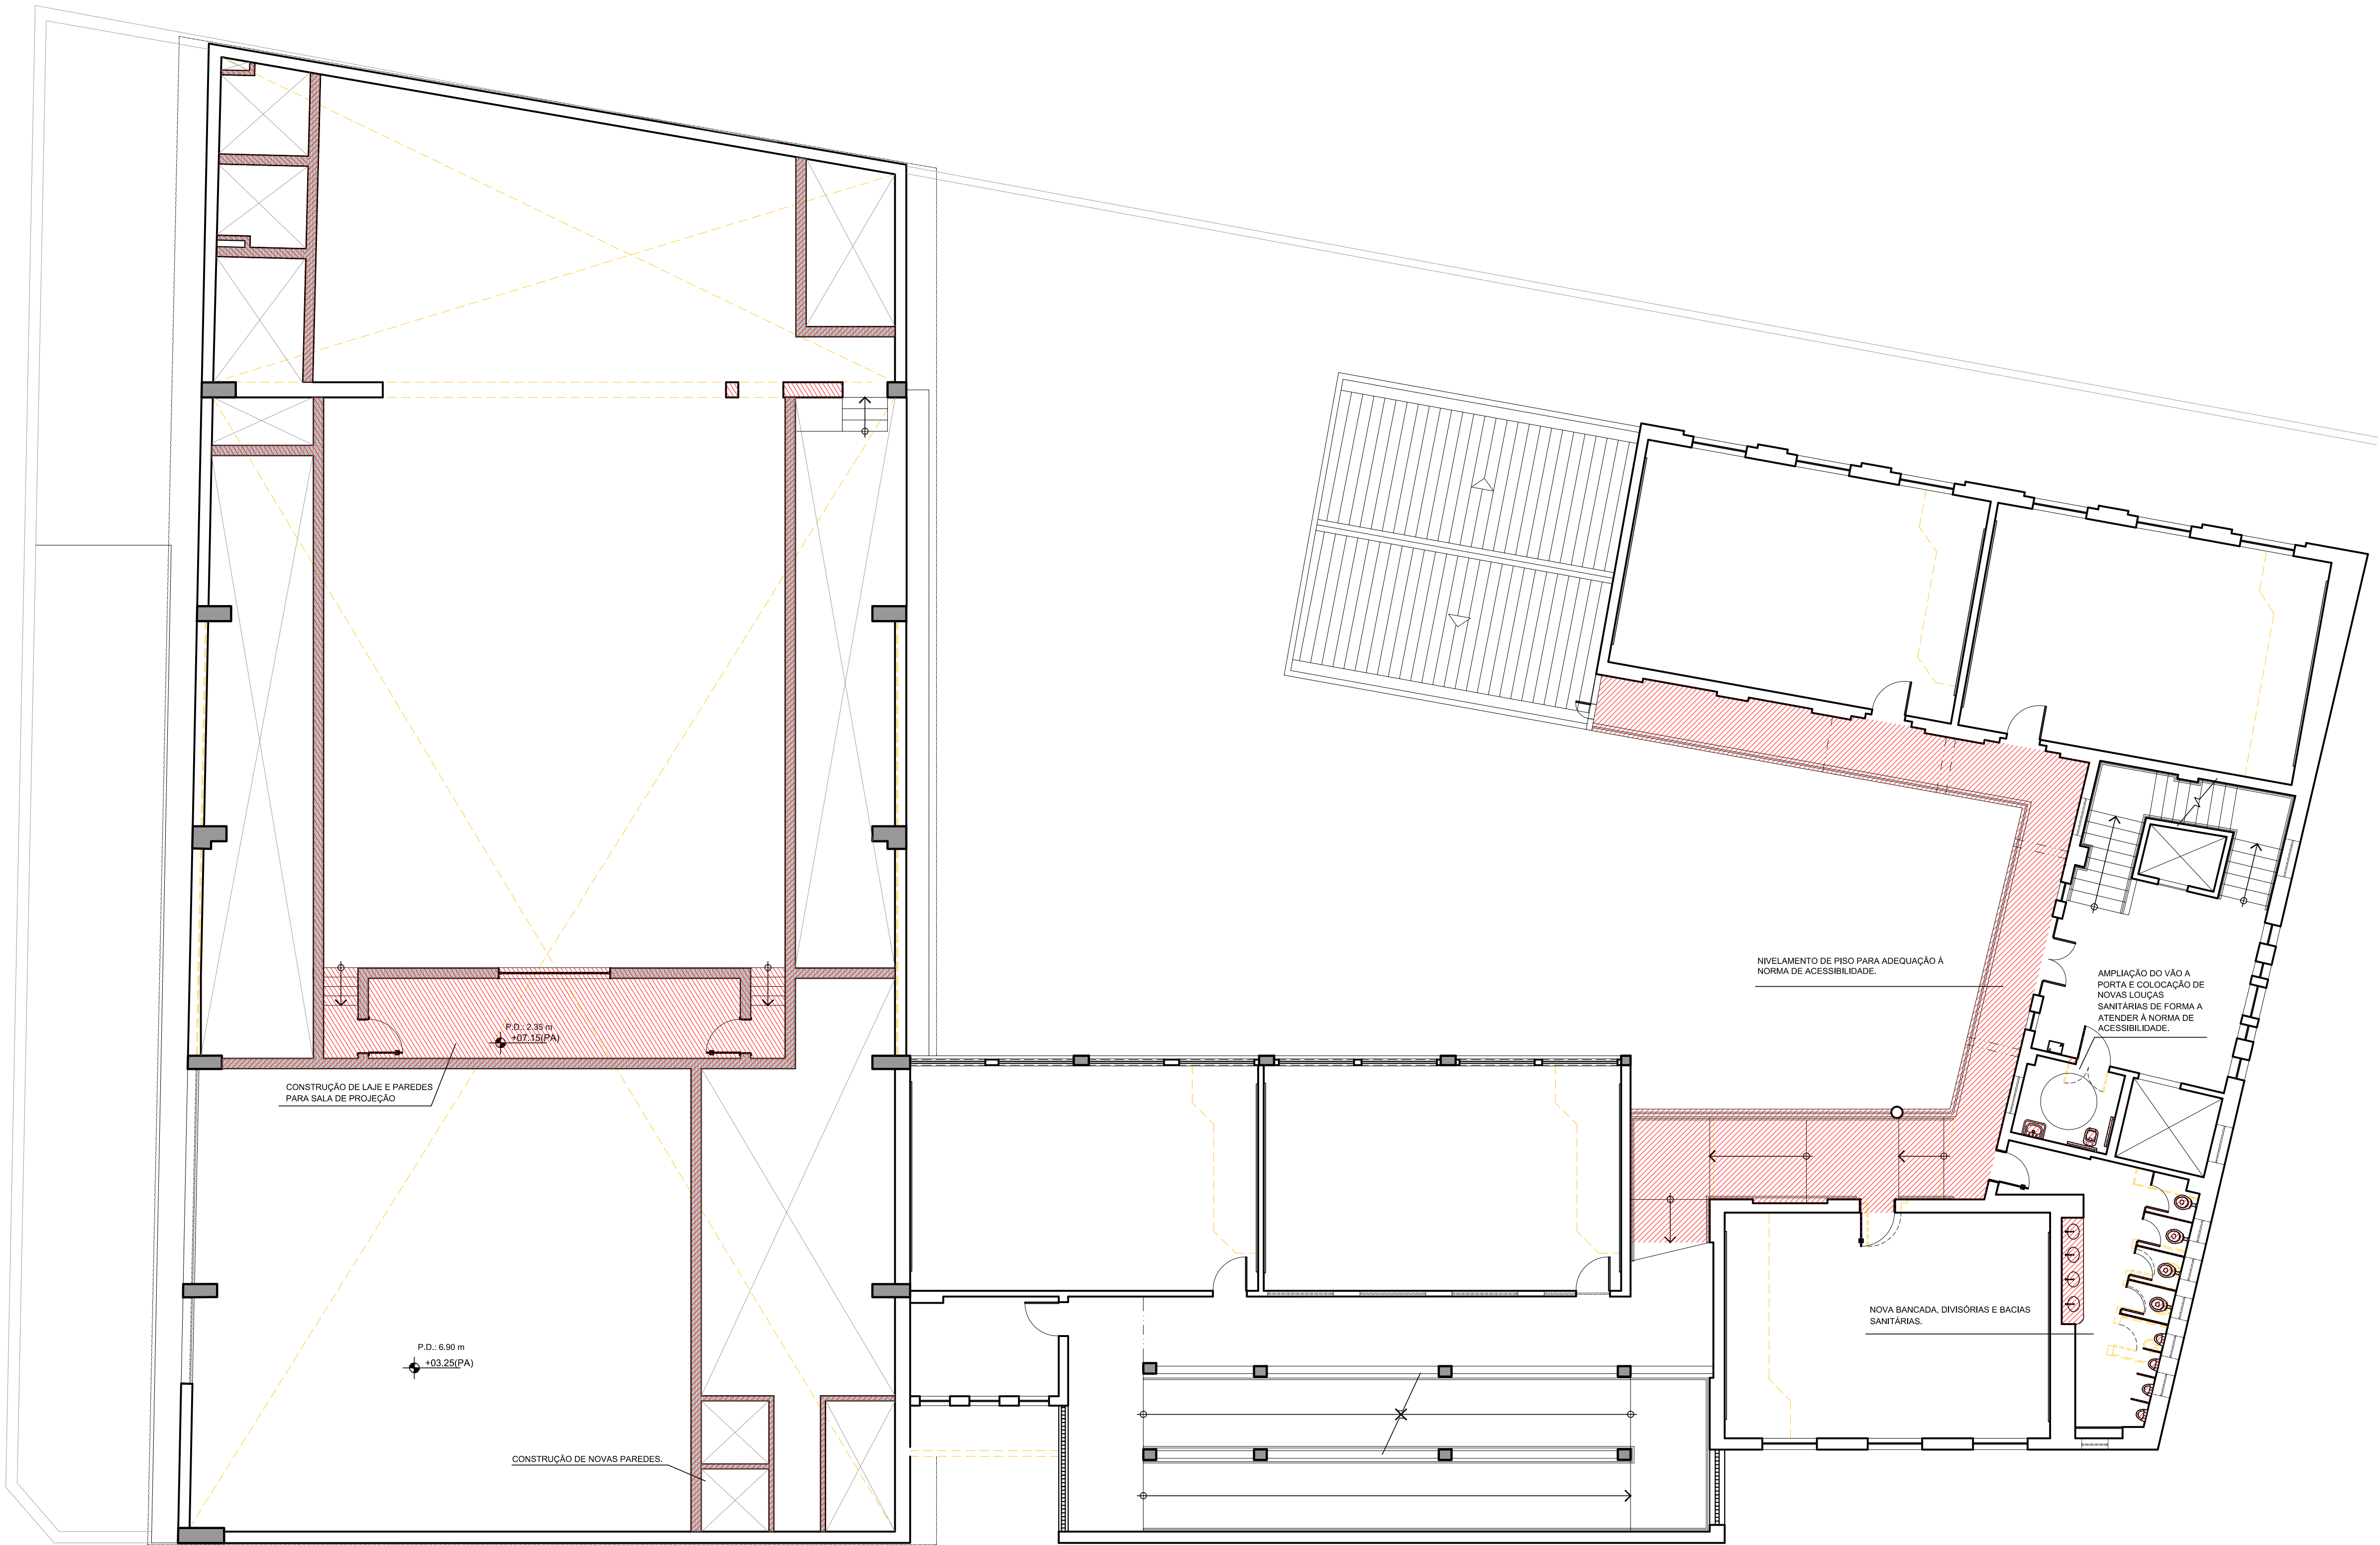 NIVELAMENTO DE PISO PARA ADEQUAÇÃO À
NORMA DE ACESSIBILIDADE.
AMPLIAÇÃO DO VÃO A
PORTA E COLOCAÇÃO DE
NOVAS LOUÇAS
SANITÁRIAS DE FORMA A
ATENDER À NORMA DE
ACESSIBILIDADE.
P.D.: 2.35 m
+07.15(PA)
CONSTRUÇÃO DE LAJE E PAREDES
PARA SALA DE PROJEÇÃO
NOVA BANCADA, DIVISÓRIAS E BACIAS
SANITÁRIAS.
P.D.: 6.90 m
+03.25(PA)
CONSTRUÇÃO DE NOVAS PAREDES.